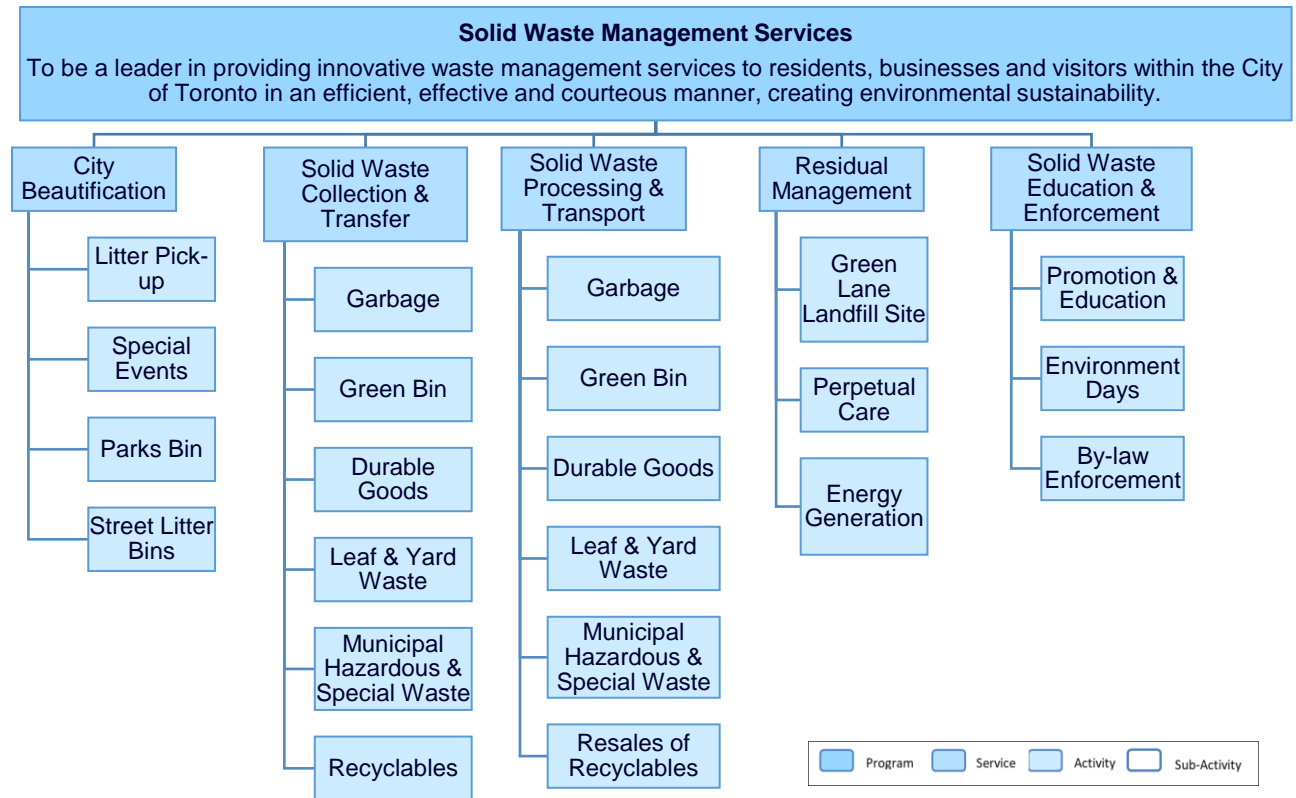 Solid Waste Management Services
To be a leader in providing innovative waste management services to residents, businesses and visitors within the City
of Toronto in an efficient, effective and courteous manner, creating environmental sustainability.
City
Beautification
Litter Pick-
up
Special
Events
Parks Bin
Street Litter
Bins
Solid Waste
Collection &
Transfer
Garbage
Green Bin
Durable
Goods
Leaf & Yard
Waste
Municipal
Hazardous &
Special Waste
Recyclables
Solid Waste
Processing &
Transport
Garbage
Green Bin
Durable Goods
Leaf & Yard
Waste
Municipal
Hazardous &
Special Waste
Resales of
Recyclables
Residual
Management
Green
Lane
Landfill Site
Perpetual
Care
Energy
Generation
Solid Waste
Education &
Enforcement
Promotion &
Education
Environment
Days
By-law
Enforcement
Program Service Activity Sub-Activity